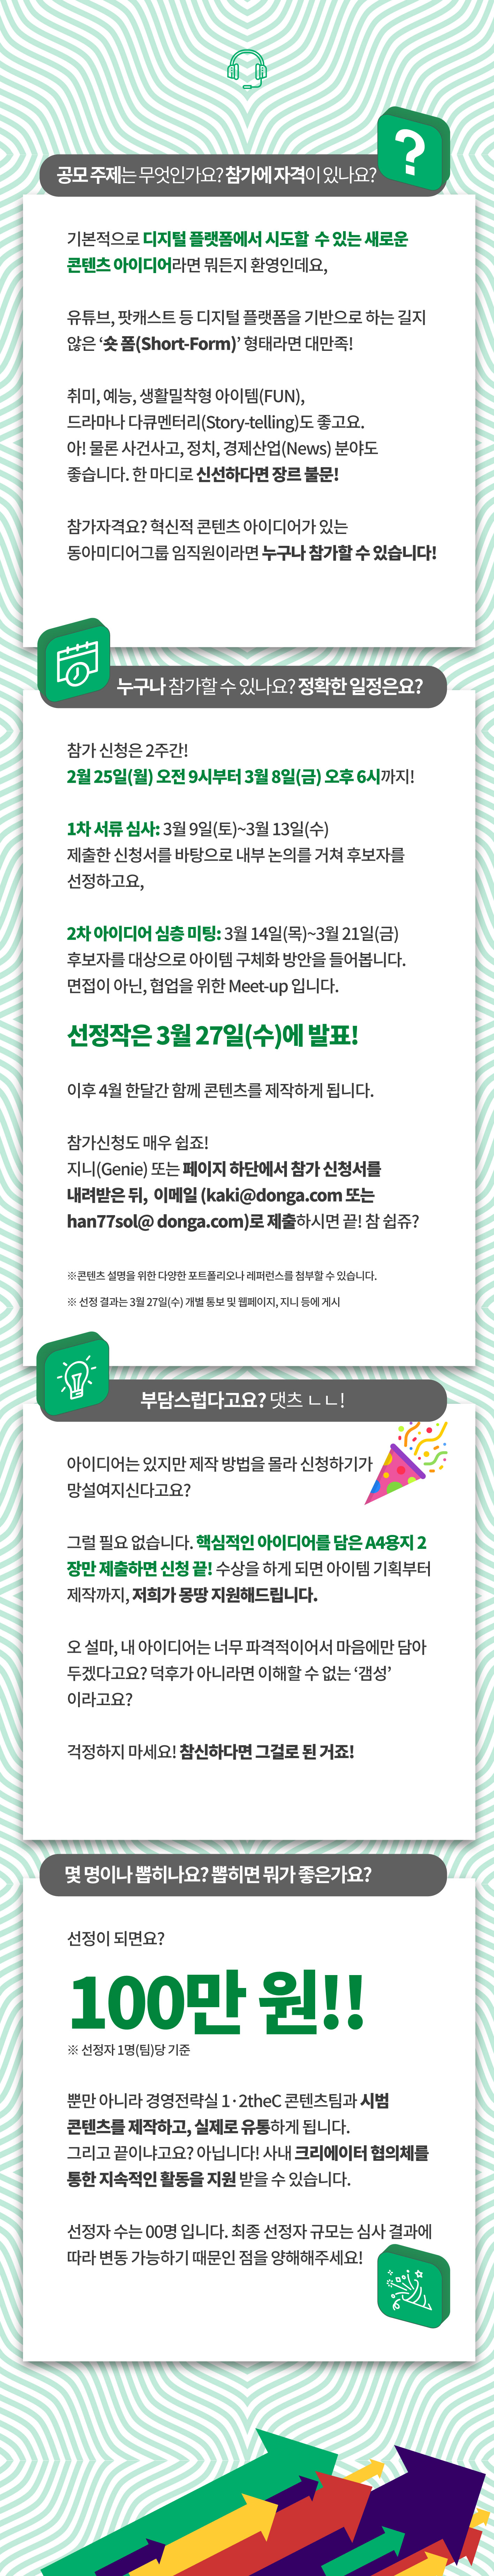 ?
공모 주제는 무엇인가요? 참가에 자격이 있나요?
기본적으로 디지털 플랫폼에서 시도할 수 있는 새로운
콘텐츠 아이디어라면 뭐든지 환영인데요,
유튜브, 팟캐스트 등 디지털 플랫폼을 기반으로 하는 길지
않은 ‘숏 폼(Short-Form)’ 형태라면 대만족!
취미, 예능, 생활밀착형 아이템(FUN),
드라마나 다큐멘터리(Story-telling)도 좋고요.
아! 물론 사건사고, 정치, 경제산업(News) 분야도
좋습니다. 한 마디로 신선하다면 장르 불문!
참가자격요? 혁신적 콘텐츠 아이디어가 있는
동아미디어그룹 임직원이라면 누구나 참가할 수 있습니다!
누구나 참가할 수 있나요? 정확한 일정은요?
참가 신청은 2주간!
2월 25일(월) 오전 9시부터 3월 8일(금) 오후 6시까지!
1차 서류 심사: 3월 9일(토)~3월 13일(수)
제출한 신청서를 바탕으로 내부 논의를 거쳐 후보자를
선정하고요,
2차 아이디어 심층 미팅: 3월 14일(목)~3월 21일(금)
후보자를 대상으로 아이템 구체화 방안을 들어봅니다.
면접이 아닌, 협업을 위한 Meet-up 입니다.
선정작은 3월 27일(수)에 발표!
이후 4월 한달간 함께 콘텐츠를 제작하게 됩니다.
참가신청도 매우 쉽죠!
지니(Genie) 또는 페이지 하단에서 참가 신청서를
내려받은 뒤, 이메일 (kaki@donga.com 또는
han77sol@ donga.com)로 제출하시면 끝! 참 쉽쥬?
※콘텐츠 설명을 위한 다양한 포트폴리오나 레퍼런스를 첨부할 수 있습니다.
※ 선정 결과는 3월 27일(수) 개별 통보 및 웹페이지, 지니 등에 게시
부담스럽다고요? 댓츠 ㄴㄴ!
아이디어는 있지만 제작 방법을 몰라 신청하기가
망설여지신다고요?
그럴 필요 없습니다. 핵심적인 아이디어를 담은 A4용지 2
장만 제출하면 신청 끝! 수상을 하게 되면 아이템 기획부터
제작까지, 저희가 몽땅 지원해드립니다.
오 설마, 내 아이디어는 너무 파격적이어서 마음에만 담아
두겠다고요? 덕후가 아니라면 이해할 수 없는 ‘갬성’
이라고요?
걱정하지 마세요! 참신하다면 그걸로 된 거죠!
몇 명이나 뽑히나요? 뽑히면 뭐가 좋은가요?
선정이 되면요?
100만 원!!
※ 선정자 1명(팀)당 기준
뿐만 아니라 경영전략실 1·2theC 콘텐츠팀과 시범
콘텐츠를 제작하고, 실제로 유통하게 됩니다.
그리고 끝이냐고요? 아닙니다! 사내 크리에이터 협의체를
통한 지속적인 활동을 지원 받을 수 있습니다.
선정자 수는 00명 입니다. 최종 선정자 규모는 심사 결과에
따라 변동 가능하기 때문인 점을 양해해주세요!